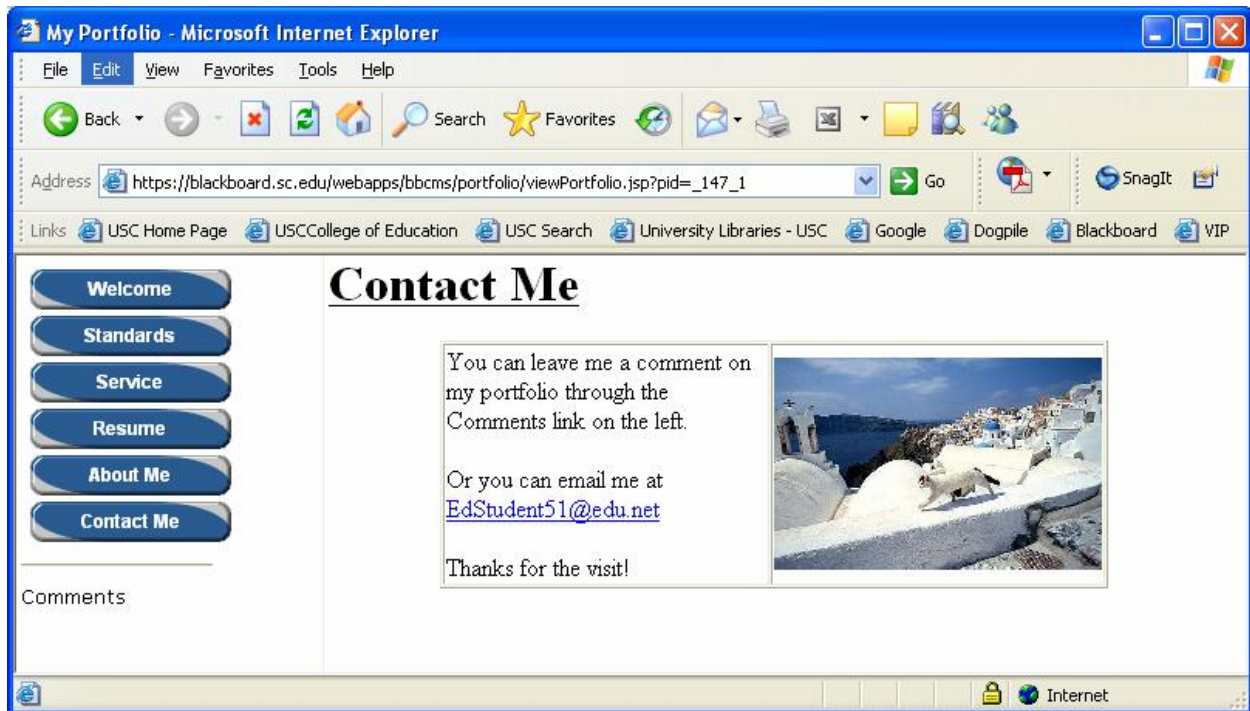 My Portfolio - Microsoft Internet Explorer
File Edit View Favorites Tools Help
Back Search Favorites
Address https://blackboard.sc.edu/webapps/bbcms/portfolio/viewPortfolio.jsp?pid=_147_1 Go SnagIt
Links USC Home Page USCCollege of Education USC Search University Libraries - USC Google Dogpile Blackboard VIP
Welcome
Standards
Service
Resume
About Me
Contact Me
Comments
Contact Me
You can leave me a comment on
my portfolio through the
Comments link on the left.
Or you can email me at
EdStudent51@edu.net
Thanks for the visit!
Internet